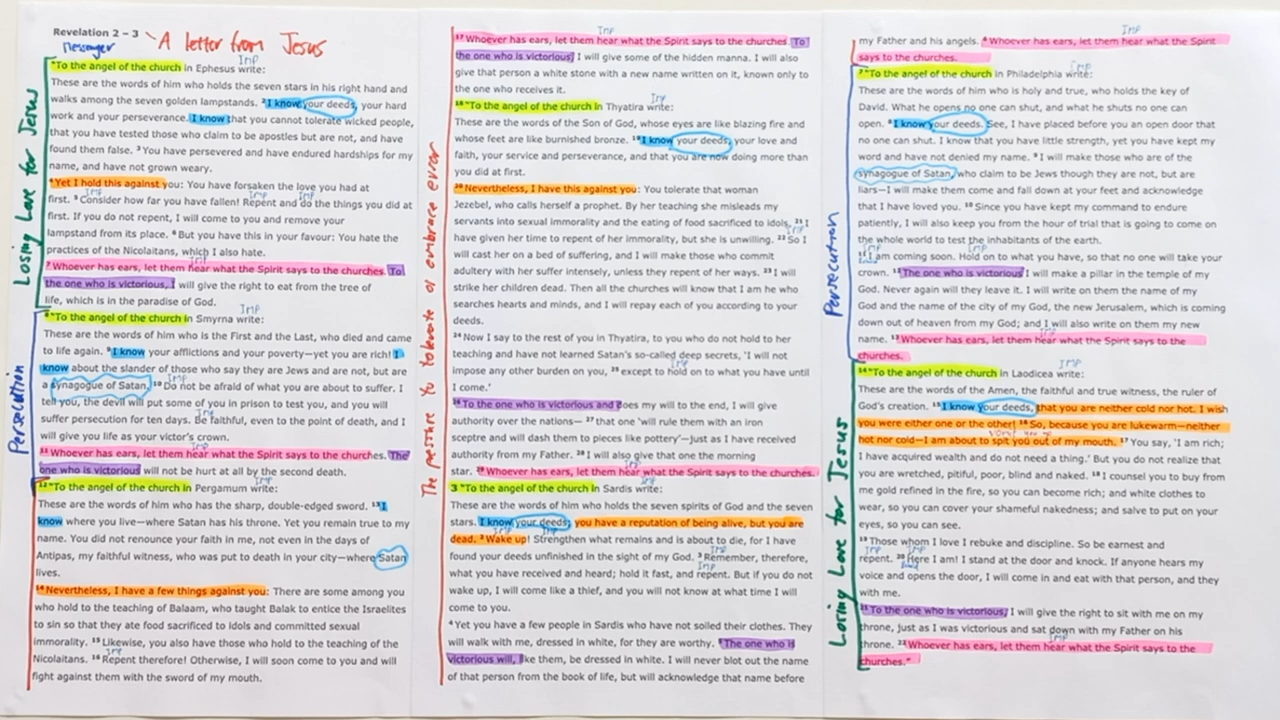 Revelation 2 – 3 A letter from Jesus
Messenger Imp
"To the angel of the church in Ephesus write:
These are the words of him who holds the seven stars in his right hand and
walks among the seven golden lampstands. 2 I know your deeds, your hard
work and your perseverance. I know that you cannot tolerate wicked people,
that you have tested those who claim to be apostles but are not, and have
found them false. 3 You have persevered and have endured hardships for my
name, and have not grown weary.
4 Yet I hold this against you: You have forsaken the love you had at
Imp Imp Imp
first. 5 Consider how far you have fallen! Repent and do the things you did at
first. If you do not repent, I will come to you and remove your
lampstand from its place. 6 But you have this in your favour: You hate the
practices of the Nicolaitans, which I also hate.
Imp
7 Whoever has ears, let them hear what the Spirit says to the churches. To
the one who is victorious, I will give the right to eat from the tree of
life, which is in the paradise of God.
Losing Love for Jesus
Imp
8 "To the angel of the church in Smyrna write:
These are the words of him who is the First and the Last, who died and came
to life again. 9 I know your afflictions and your poverty—yet you are rich! I
know about the slander of those who say they are Jews and are not, but are
Imp
a synagogue of Satan. 10 Do not be afraid of what you are about to suffer. I
tell you, the devil will put some of you in prison to test you, and you will
Imp
suffer persecution for ten days. Be faithful, even to the point of death, and I
will give you life as your victor's crown.
Imp
11 Whoever has ears, let them hear what the Spirit says to the churches. The
one who is victorious will not be hurt at all by the second death.
Persecution
Imp
12 "To the angel of the church in Pergamum write:
These are the words of him who has the sharp, double-edged sword. 13 I
know where you live—where Satan has his throne. Yet you remain true to my
name. You did not renounce your faith in me, not even in the days of
Antipas, my faithful witness, who was put to death in your city—where Satan
lives.
14 Nevertheless, I have a few things against you: There are some among you
who hold to the teaching of Balaam, who taught Balak to entice the Israelites
to sin so that they ate food sacrificed to idols and committed sexual
immorality. 15 Likewise, you also have those who hold to the teaching of the
Imp
Nicolaitans. 16 Repent therefore! Otherwise, I will soon come to you and will
fight against them with the sword of my mouth.
Imp
17 Whoever has ears, let them hear what the Spirit says to the churches. To
the one who is victorious, I will give some of the hidden manna. I will also
give that person a white stone with a new name written on it, known only to
the one who receives it.
Imp
18 "To the angel of the church in Thyatira write:
These are the words of the Son of God, whose eyes are like blazing fire and
whose feet are like burnished bronze. 19 I know your deeds, your love and
faith, your service and perseverance, and that you are now doing more than
you did at first.
20 Nevertheless, I have this against you: You tolerate that woman
Jezebel, who calls herself a prophet. By her teaching she misleads my
servants into sexual immorality and the eating of food sacrificed to idols. 21 I
Imp
have given her time to repent of her immorality, but she is unwilling. 22 So I
will cast her on a bed of suffering, and I will make those who commit
adultery with her suffer intensely, unless they repent of her ways. 23 I will
strike her children dead. Then all the churches will know that I am he who
searches hearts and minds, and I will repay each of you according to your
deeds.
24 Now I say to the rest of you in Thyatira, to you who do not hold to her
teaching and have not learned Satan's so-called deep secrets, 'I will not
Imp
impose any other burden on you, 25 except to hold on to what you have until
I come.'
26 To the one who is victorious and does my will to the end, I will give
authority over the nations— 27 that one 'will rule them with an iron
sceptre and will dash them to pieces like pottery'—just as I have received
authority from my Father. 28 I will also give that one the morning
Imp
star. 29 Whoever has ears, let them hear what the Spirit says to the churches.
The pressure to tolerate or embrace error
Imp
3 "To the angel of the church in Sardis write:
These are the words of him who holds the seven spirits of God and the seven
stars. I know your deeds; you have a reputation of being alive, but you are
Imp Imp
dead. 2 Wake up! Strengthen what remains and is about to die, for I have
Imp
found your deeds unfinished in the sight of my God. 3 Remember, therefore,
Imp
what you have received and heard; hold it fast, and repent. But if you do not
wake up, I will come like a thief, and you will not know at what time I will
come to you.
4 Yet you have a few people in Sardis who have not soiled their clothes. They
will walk with me, dressed in white, for they are worthy. 5 The one who is
victorious will, like them, be dressed in white. I will never blot out the name
of that person from the book of life, but will acknowledge that name before
Imp
my Father and his angels. 6 Whoever has ears, let them hear what the Spirit
says to the churches.
Imp
7 "To the angel of the church in Philadelphia write:
These are the words of him who is holy and true, who holds the key of
David. What he opens no one can shut, and what he shuts no one can
open. 8 I know your deeds. See, I have placed before you an open door that
no one can shut. I know that you have little strength, yet you have kept my
word and have not denied my name. 9 I will make those who are of the
synagogue of Satan, who claim to be Jews though they are not, but are
liars—I will make them come and fall down at your feet and acknowledge
that I have loved you. 10 Since you have kept my command to endure
patiently, I will also keep you from the hour of trial that is going to come on
the whole world to test the inhabitants of the earth.
Imp Imp
11 I am coming soon. Hold on to what you have, so that no one will take your
crown. 12 The one who is victorious I will make a pillar in the temple of my
God. Never again will they leave it. I will write on them the name of my
God and the name of the city of my God, the new Jerusalem, which is coming
down out of heaven from my God; and I will also write on them my new
Imp
name. 13 Whoever has ears, let them hear what the Spirit says to the
churches.
Persecution
Imp
14 "To the angel of the church in Laodicea write:
These are the words of the Amen, the faithful and true witness, the ruler of
God's creation. 15 I know your deeds, that you are neither cold nor hot. I wish
you were either one or the other! 16 So, because you are lukewarm—neither
hot nor cold—I am about to spit you out of my mouth. 17 You say, 'I am rich;
I have acquired wealth and do not need a thing.' But you do not realize that
you are wretched, pitiful, poor, blind and naked. 18 I counsel you to buy from
me gold refined in the fire, so you can become rich; and white clothes to
wear, so you can cover your shameful nakedness; and salve to put on your
eyes, so you can see.
19 Those whom I love I rebuke and discipline. So be earnest and
Imp Imp
repent. 20 Here I am! I stand at the door and knock. If anyone hears my
voice and opens the door, I will come in and eat with that person, and they
with me.
21 To the one who is victorious, I will give the right to sit with me on my
throne, just as I was victorious and sat down with my Father on his
Imp
throne. 22 Whoever has ears, let them hear what the Spirit says to the
churches."
Losing Love for Jesus